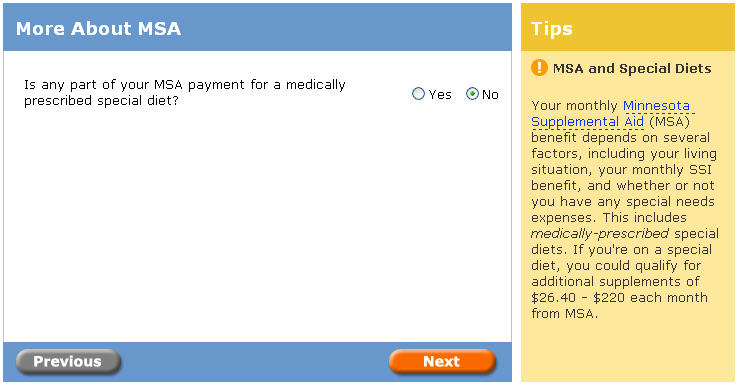 More About MSA
Is any part of your MSA payment for a medically
prescribed special diet?
Yes
No
Previous
Next
Tips
! MSA and Special Diets
Your monthly Minnesota
Supplemental Aid (MSA)
benefit depends on several
factors, including your living
situation, your monthly SSI
benefit, and whether or not
you have any special needs
expenses. This includes
medically-prescribed special
diets. If you're on a special
diet, you could qualify for
additional supplements of
$26.40 - $220 each month
from MSA.